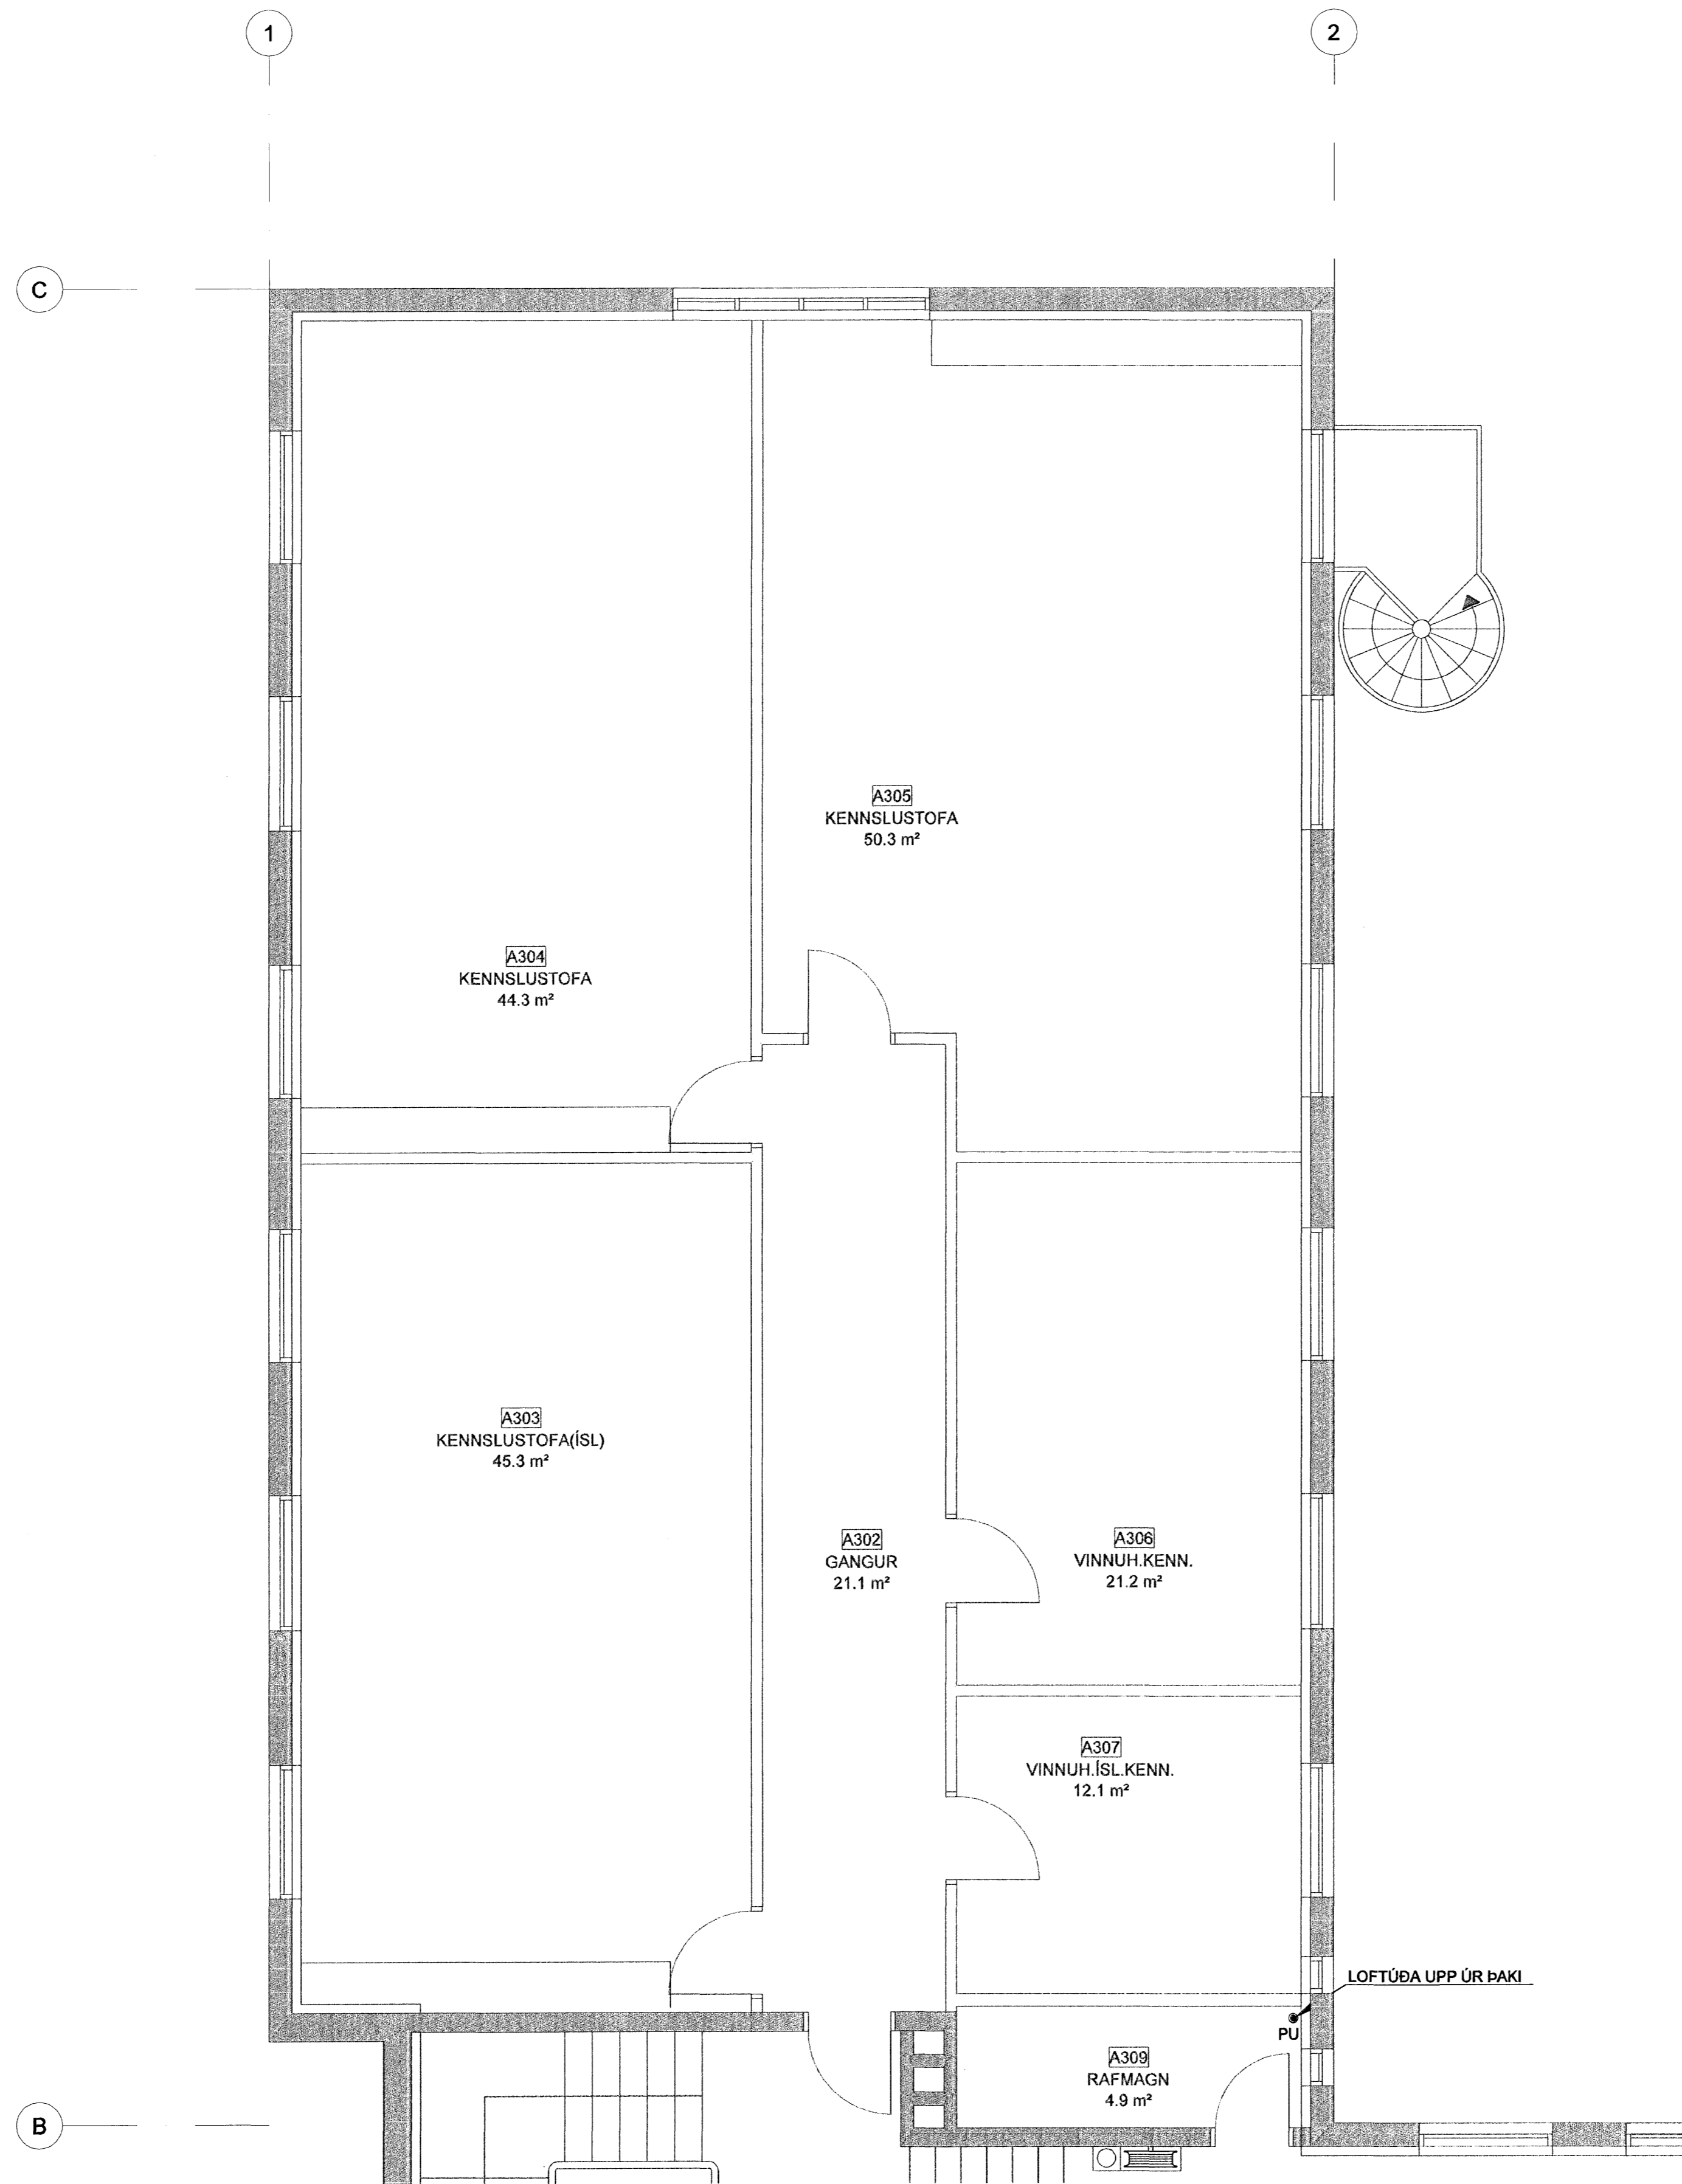 1
2
C
A305
KENNSLUSTOFA
50.3 m²
A304
KENNSLUSTOFA
44.3 m²
A303
KENNSLUSTOFA(ÍSL)
45.3 m²
A302
GANGUR
21.1 m²
A306
VINNUH.KENN.
21.2 m²
A307
VINNUH.ÍSL.KENN.
12.1 m²
LOFTÚÐA UPP ÚR ÞAKI
PU
A309
RAFMAGN
4.9 m²
B